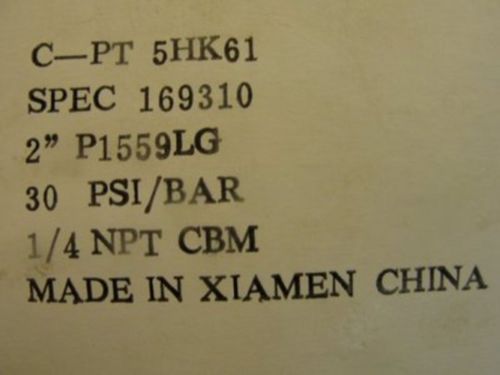 C—PT 5HK61
SPEC 169310
2” P1559LG
30 PSI/BAR
1/4 NPT CBM
MADE IN XIAMEN CHINA